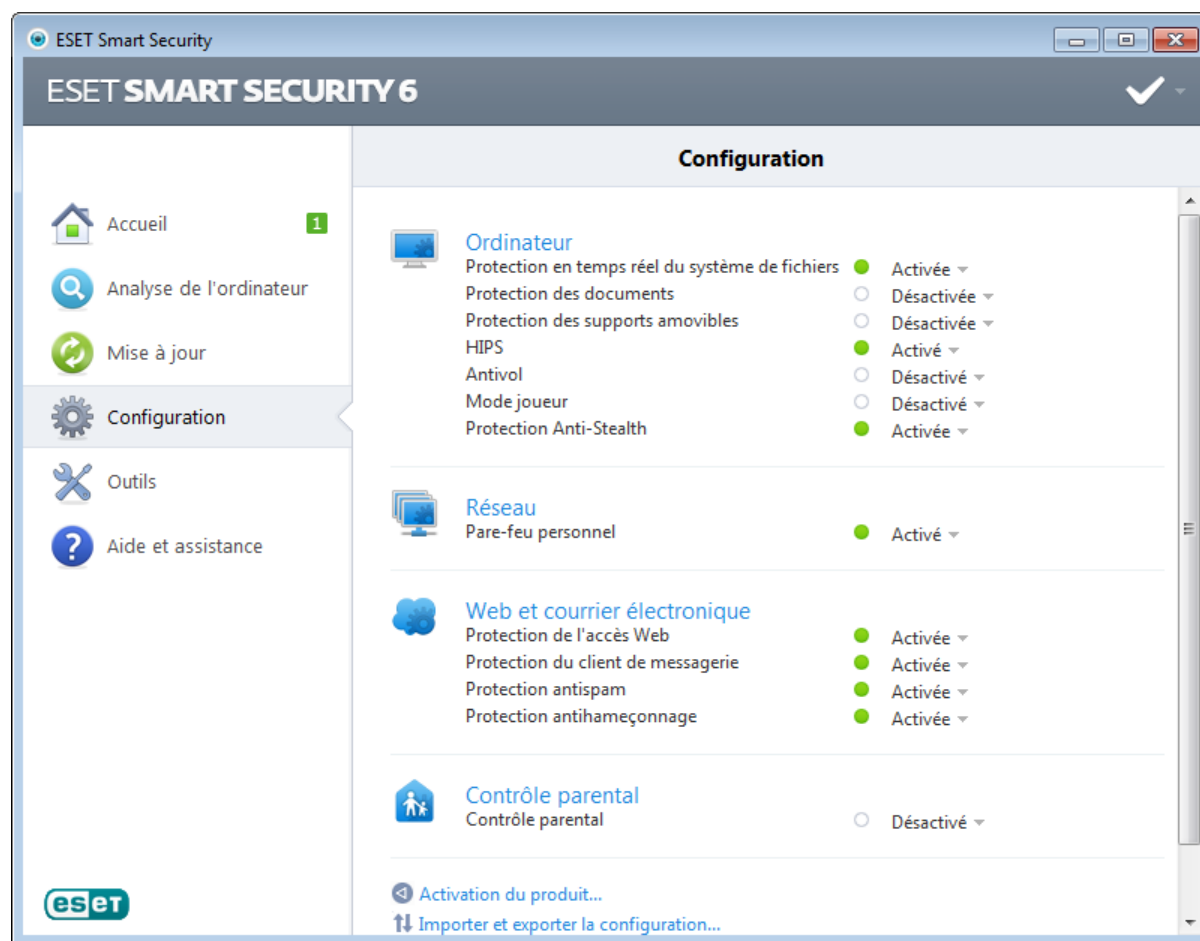 ESET Smart Security
ESET SMART SECURITY 6
Configuration
Accueil 1
Analyse de l'ordinateur
Mise à jour
Configuration
Outils
Aide et assistance
Ordinateur
Protection en temps réel du système de fichiers Activée
Protection des documents Désactivée
Protection des supports amovibles Désactivée
HIPS Activé
Antivol Désactivé
Mode joueur Désactivé
Protection Anti-Stealth Activée
Réseau
Pare-feu personnel Activé
Web et courrier électronique
Protection de l'accès Web Activée
Protection du client de messagerie Activée
Protection antispam Activée
Protection antihameçonnage Activée
Contrôle parental
Contrôle parental Désactivé
Activation du produit...
Importer et exporter la configuration...
eseT